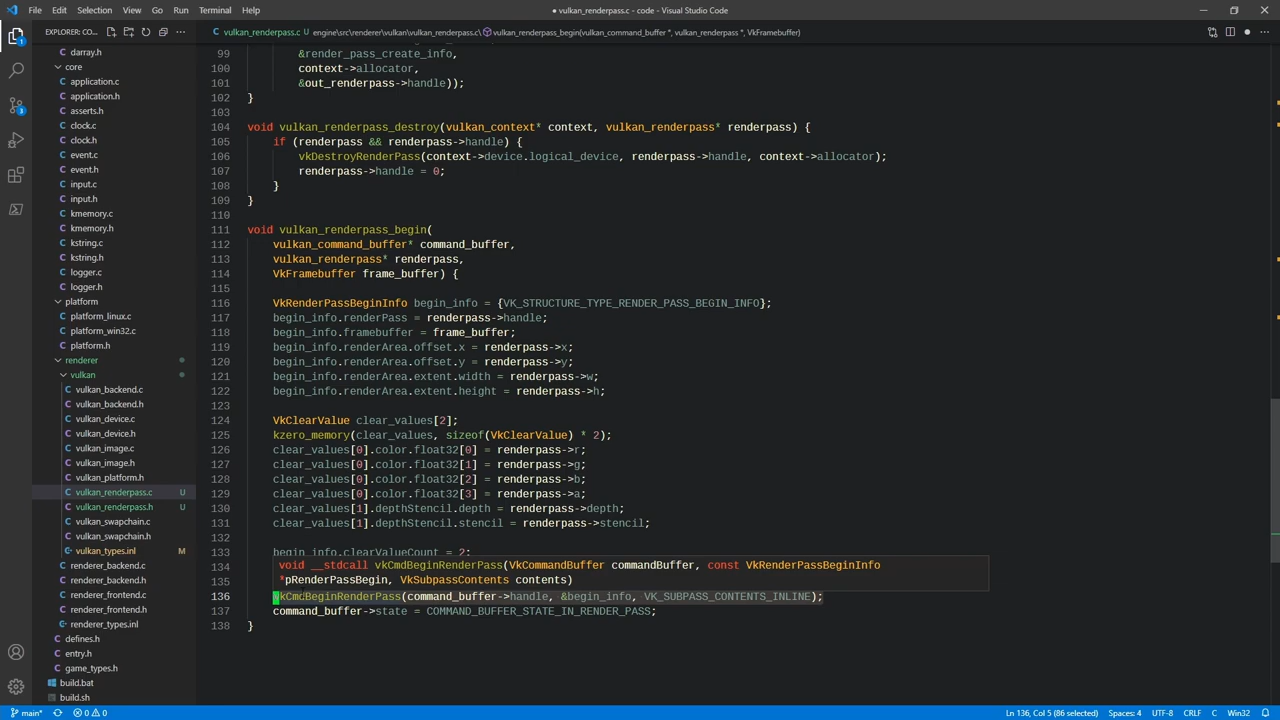 File Edit Selection View Go Run Terminal Help
● vulkan_renderpass.c - code - Visual Studio Code
EXPLORER: CO...
darray.h
core
application.c
application.h
asserts.h
clock.c
clock.h
event.c
event.h
input.c
input.h
kmemory.c
kmemory.h
kstring.c
kstring.h
logger.c
logger.h
platform
platform_linux.c
platform_win32.c
platform.h
renderer
vulkan
vulkan_backend.c
vulkan_backend.h
vulkan_device.c
vulkan_device.h
vulkan_image.c
vulkan_image.h
vulkan_platform.h
vulkan_renderpass.c U
vulkan_renderpass.h U
vulkan_swapchain.c
vulkan_swapchain.h
vulkan_types.inl M
renderer_backend.c
renderer_backend.h
renderer_frontend.c
renderer_frontend.h
renderer_types.inl
defines.h
entry.h
game_types.h
build.bat
build.sh
vulkan_renderpass.c U ● engine\src\renderer\vulkan\vulkan_renderpass.c\ vulkan_renderpass_begin(vulkan_command_buffer *, vulkan_renderpass *, VkFramebuffer)
99 &render_pass_create_info,
100 context->allocator,
101 &out_renderpass->handle));
102 }
103
104 void vulkan_renderpass_destroy(vulkan_context* context, vulkan_renderpass* renderpass) {
105 if (renderpass && renderpass->handle) {
106 vkDestroyRenderPass(context->device.logical_device, renderpass->handle, context->allocator);
107 renderpass->handle = 0;
108 }
109 }
110
111 void vulkan_renderpass_begin(
112 vulkan_command_buffer* command_buffer,
113 vulkan_renderpass* renderpass,
114 VkFramebuffer frame_buffer) {
115
116 VkRenderPassBeginInfo begin_info = {VK_STRUCTURE_TYPE_RENDER_PASS_BEGIN_INFO};
117 begin_info.renderPass = renderpass->handle;
118 begin_info.framebuffer = frame_buffer;
119 begin_info.renderArea.offset.x = renderpass->x;
120 begin_info.renderArea.offset.y = renderpass->y;
121 begin_info.renderArea.extent.width = renderpass->w;
122 begin_info.renderArea.extent.height = renderpass->h;
123
124 VkClearValue clear_values[2];
125 kzero_memory(clear_values, sizeof(VkClearValue) * 2);
126 clear_values[0].color.float32[0] = renderpass->r;
127 clear_values[0].color.float32[1] = renderpass->g;
128 clear_values[0].color.float32[2] = renderpass->b;
129 clear_values[0].color.float32[3] = renderpass->a;
130 clear_values[1].depthStencil.depth = renderpass->depth;
131 clear_values[1].depthStencil.stencil = renderpass->stencil;
132
133 begin_info.clearValueCount = 2;
134 void __stdcall vkCmdBeginRenderPass(VkCommandBuffer commandBuffer, const VkRenderPassBeginInfo
135 *pRenderPassBegin, VkSubpassContents contents)
136 vkCmdBeginRenderPass(command_buffer->handle, &begin_info, VK_SUBPASS_CONTENTS_INLINE);
137 command_buffer->state = COMMAND_BUFFER_STATE_IN_RENDER_PASS;
138 }
main* 0 0 Ln 136, Col 5 (86 selected) Spaces: 4 UTF-8 CRLF C Win32